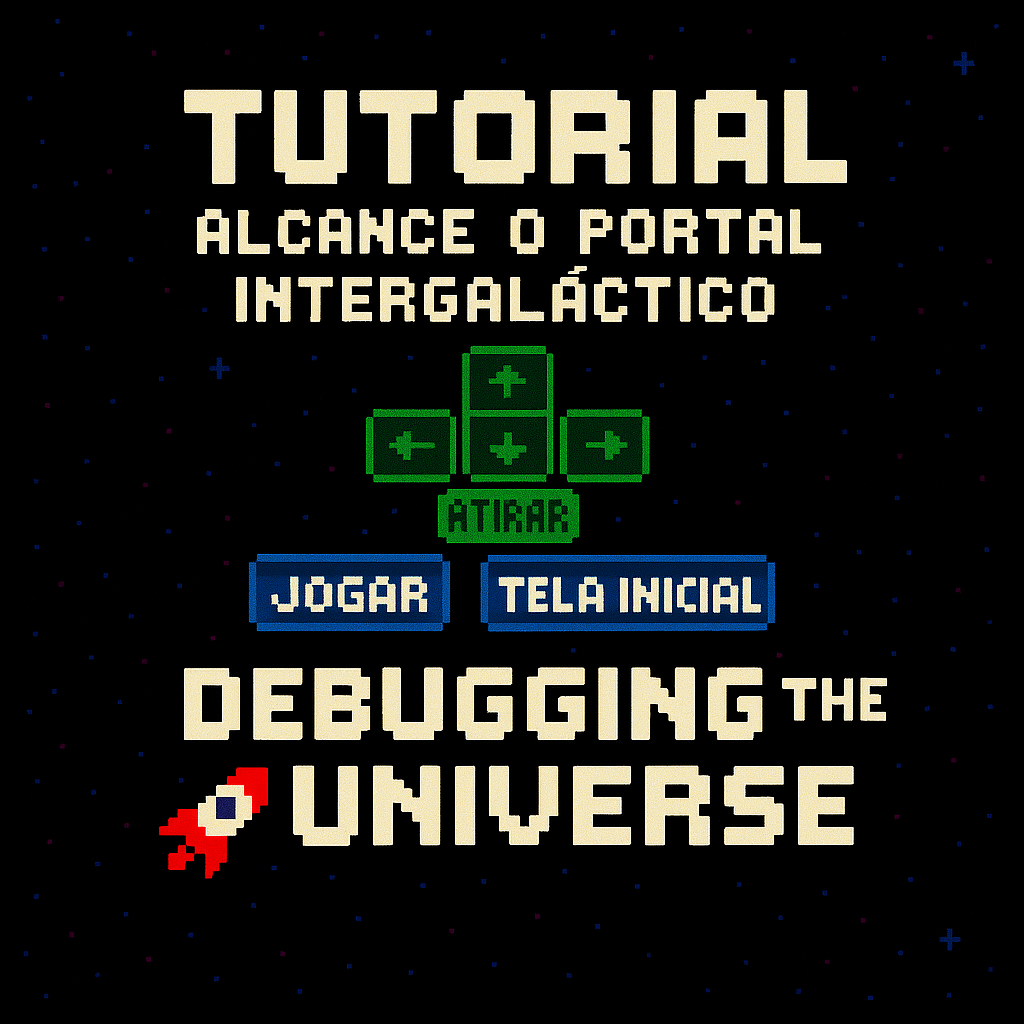 TUTORIAL
ALCANCE O PORTAL
INTERGALÁCTICO
ATIRAR
JOGAR TELA INICIAL
DEBUGGING THE
UNIVERSE